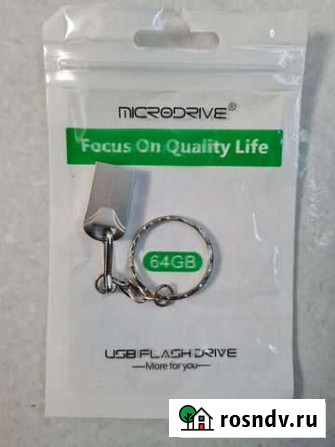 MICRODRIVE®
Focus On Quality Life
64GB
USB FLASH DRIVE
—More for you—
rosndv.ru